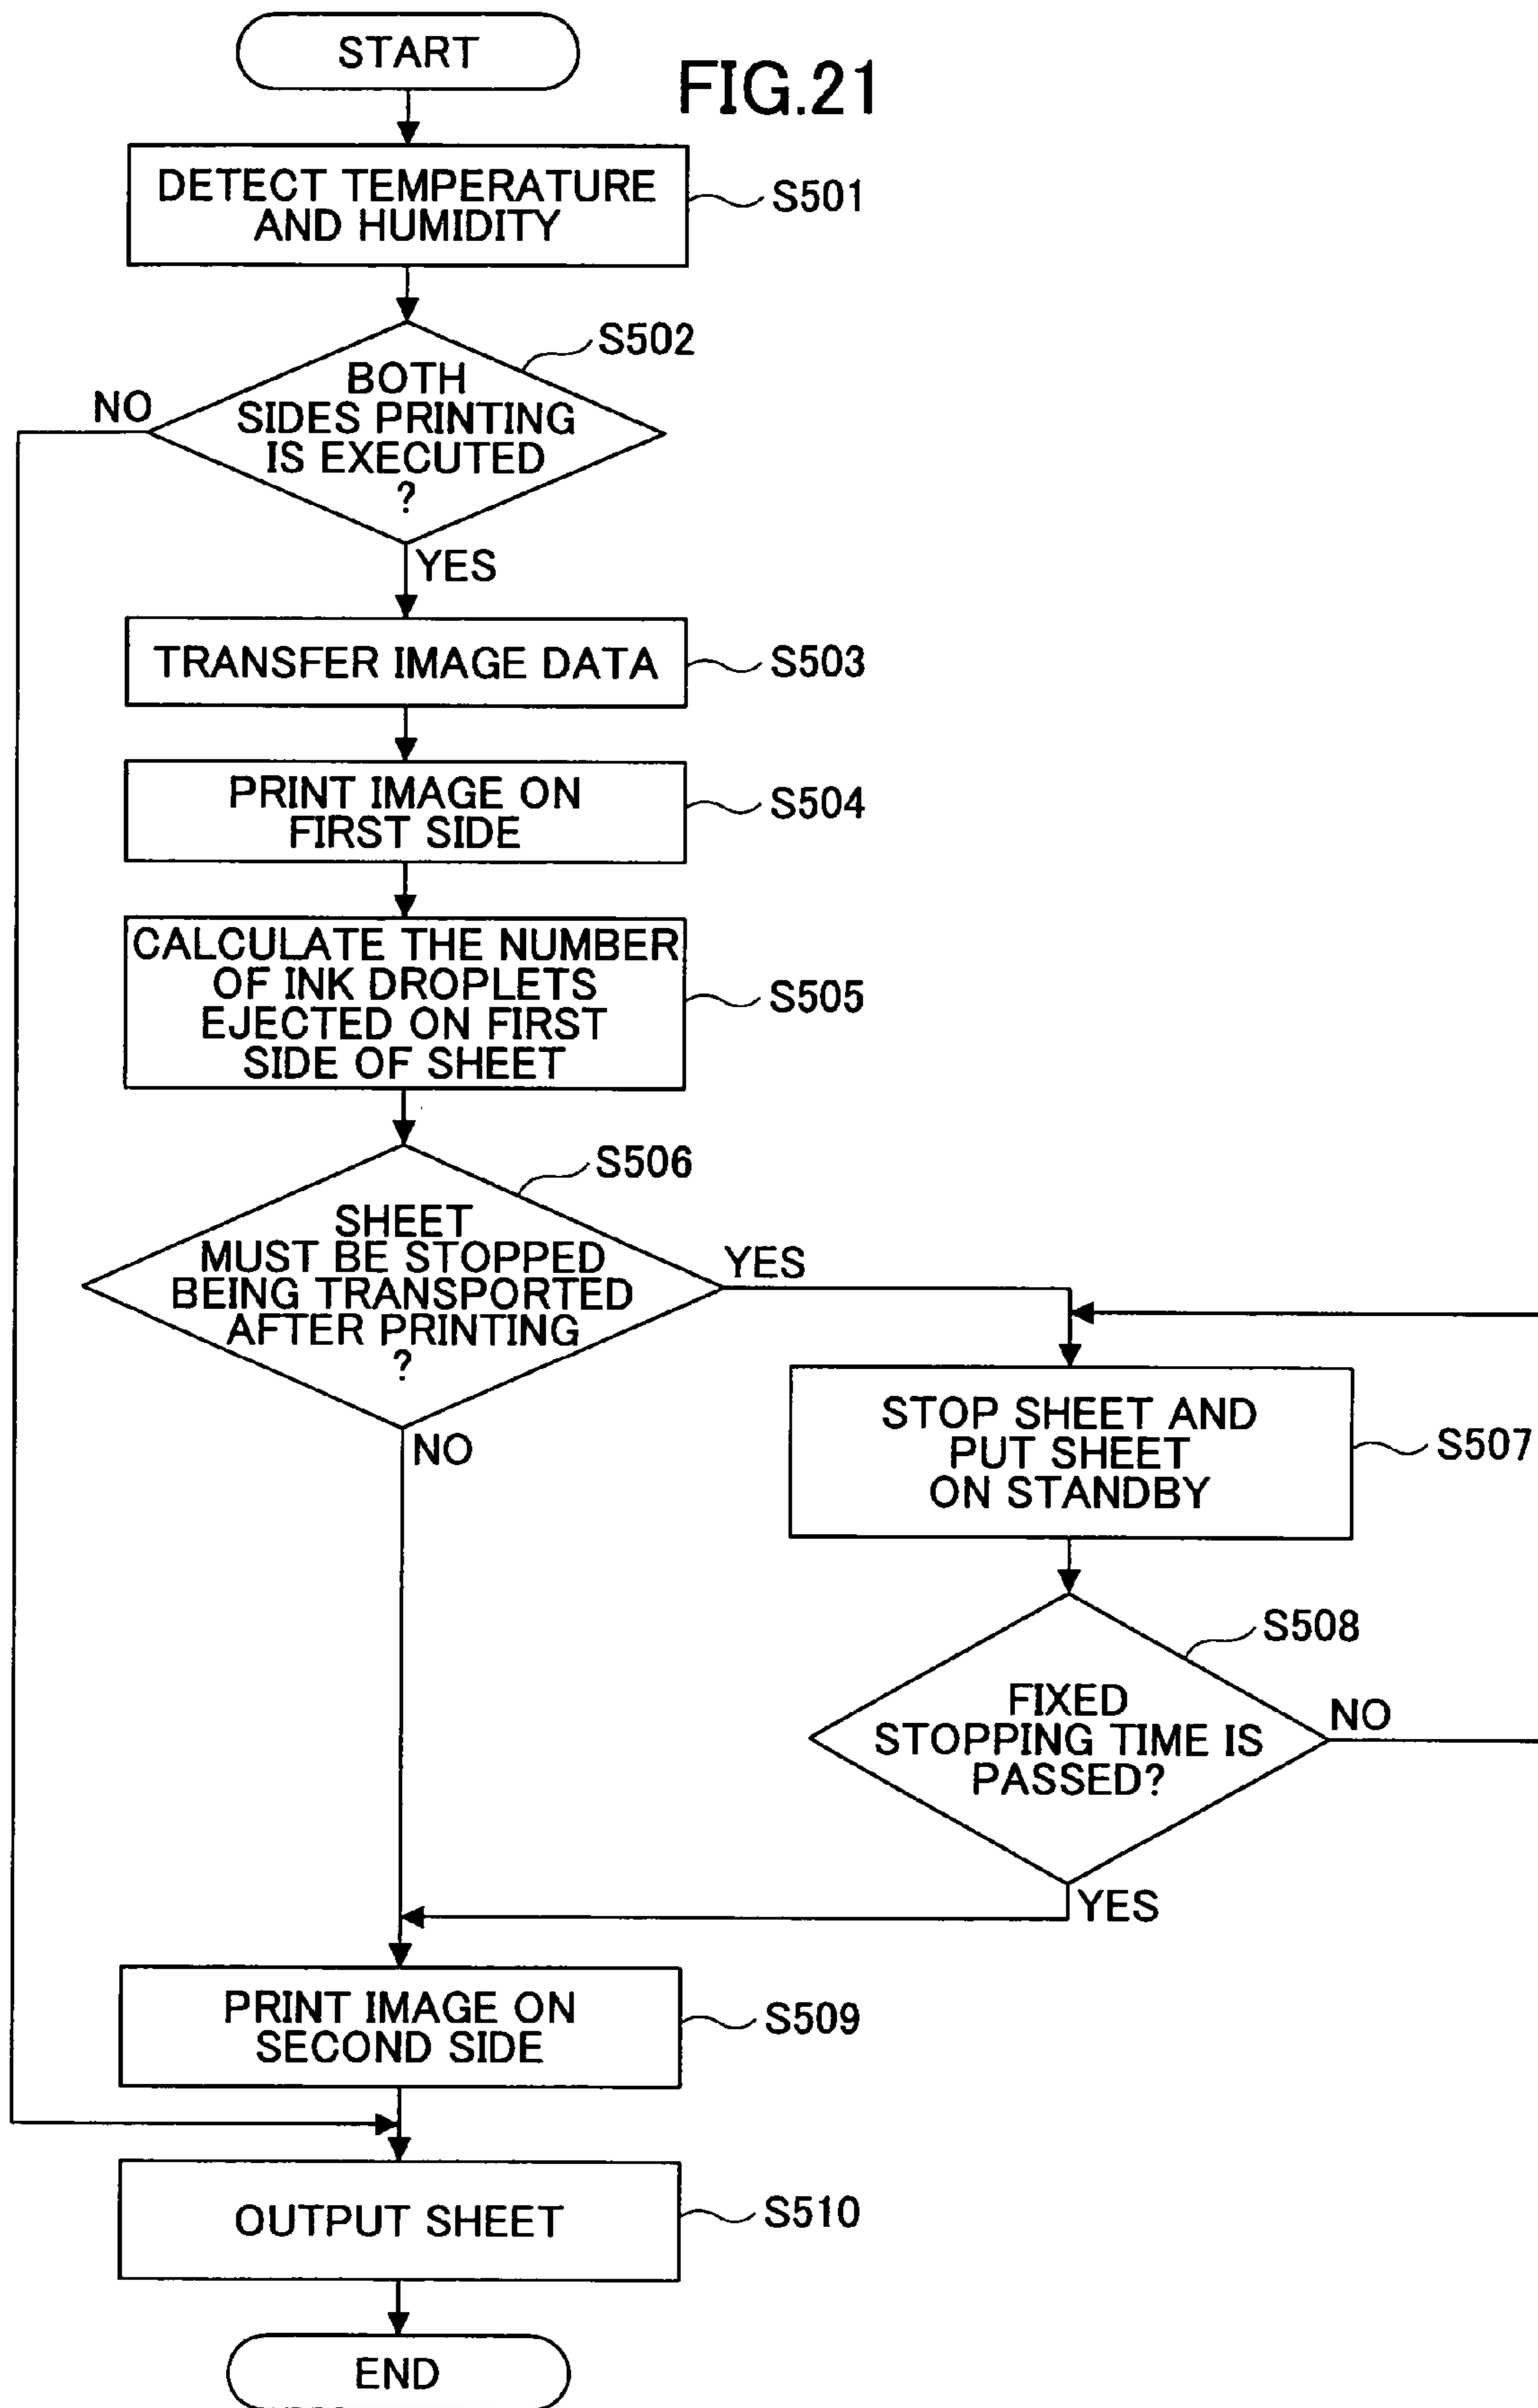 START
FIG.21
DETECT TEMPERATURE
AND HUMIDITY
S501
S502
BOTH
SIDES PRINTING
IS EXECUTED
?
NO
YES
TRANSFER IMAGE DATA
S503
PRINT IMAGE ON
FIRST SIDE
S504
CALCULATE THE NUMBER
OF INK DROPLETS
EJECTED ON FIRST
SIDE OF SHEET
S505
S506
SHEET
MUST BE STOPPED
BEING TRANSPORTED
AFTER PRINTING
?
YES
NO
STOP SHEET AND
PUT SHEET
ON STANDBY
S507
S508
FIXED
STOPPING TIME IS
PASSED?
NO
YES
PRINT IMAGE ON
SECOND SIDE
S509
OUTPUT SHEET
S510
END